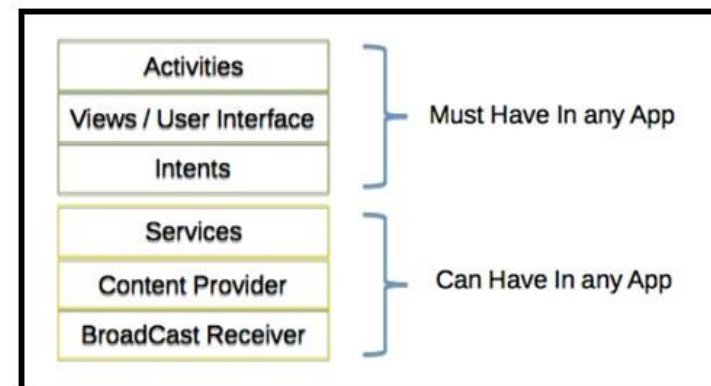 Activities
Views / User Interface
Intents
Must Have In any App
Services
Content Provider
BroadCast Receiver
Can Have In any App